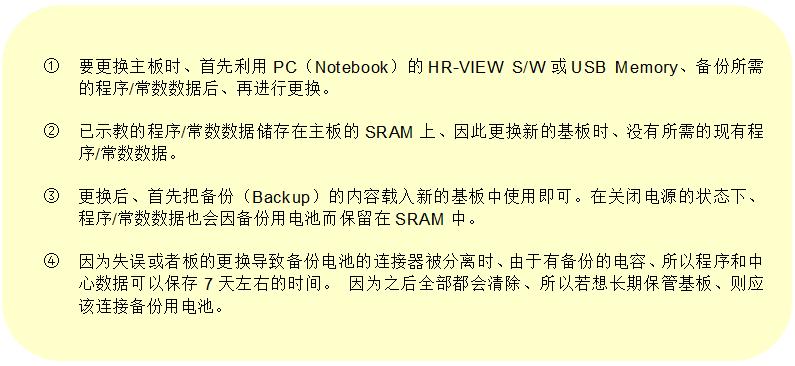 ① 要更换主板时、首先利用 PC（Notebook）的 HR-VIEW S/W 或 USB Memory、备份所需
的程序/常数数据后、再进行更换。
② 已示教的程序/常数数据储存在主板的 SRAM 上、因此更换新的基板时、没有所需的现有程
序/常数数据。
③ 更换后、首先把备份（Backup）的内容载入新的基板中使用即可。在关闭电源的状态下、
程序/常数数据也会因备份用电池而保留在 SRAM 中。
④ 因为失误或者板的更换导致备份电池的连接器被分离时、由于有备份的电容、所以程序和中
心数据可以保存 7 天左右的时间。 因为之后全部都会清除、所以若想长期保管基板、则应
该连接备份用电池。